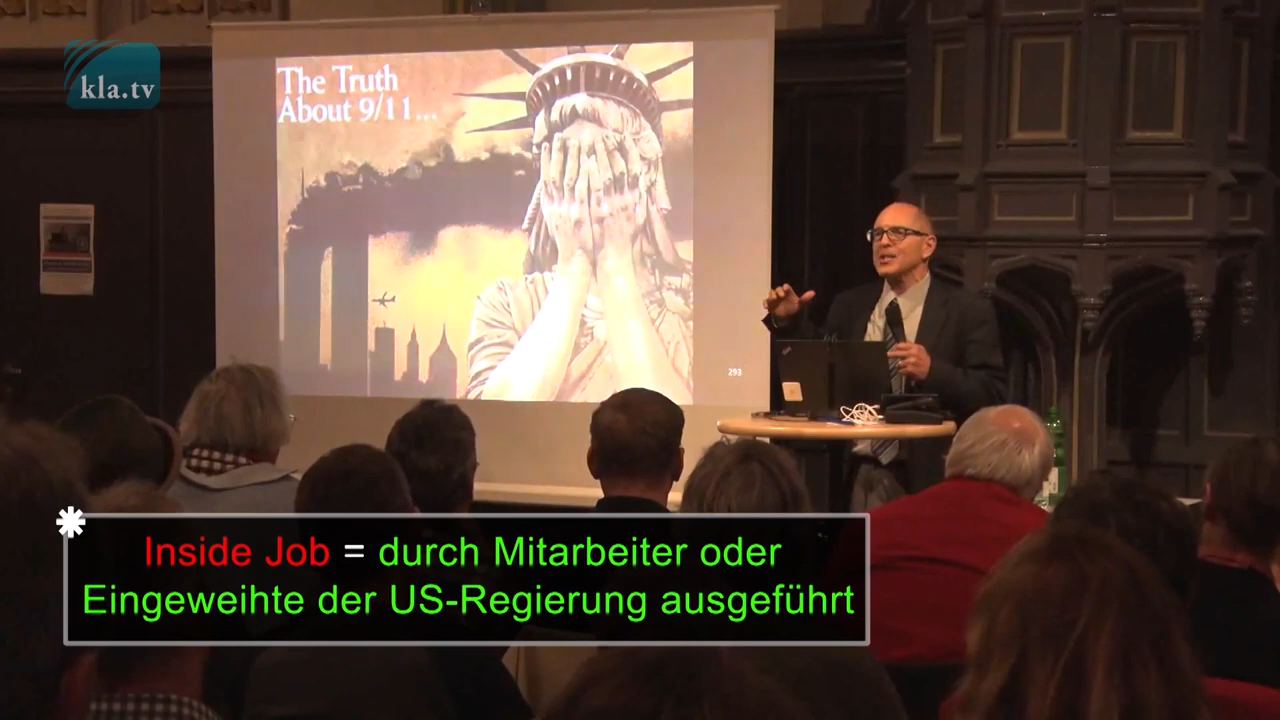 kla.tv
The Truth
About 9/11...
293
* Inside Job = durch Mitarbeiter oder
Eingeweihte der US-Regierung ausgeführt